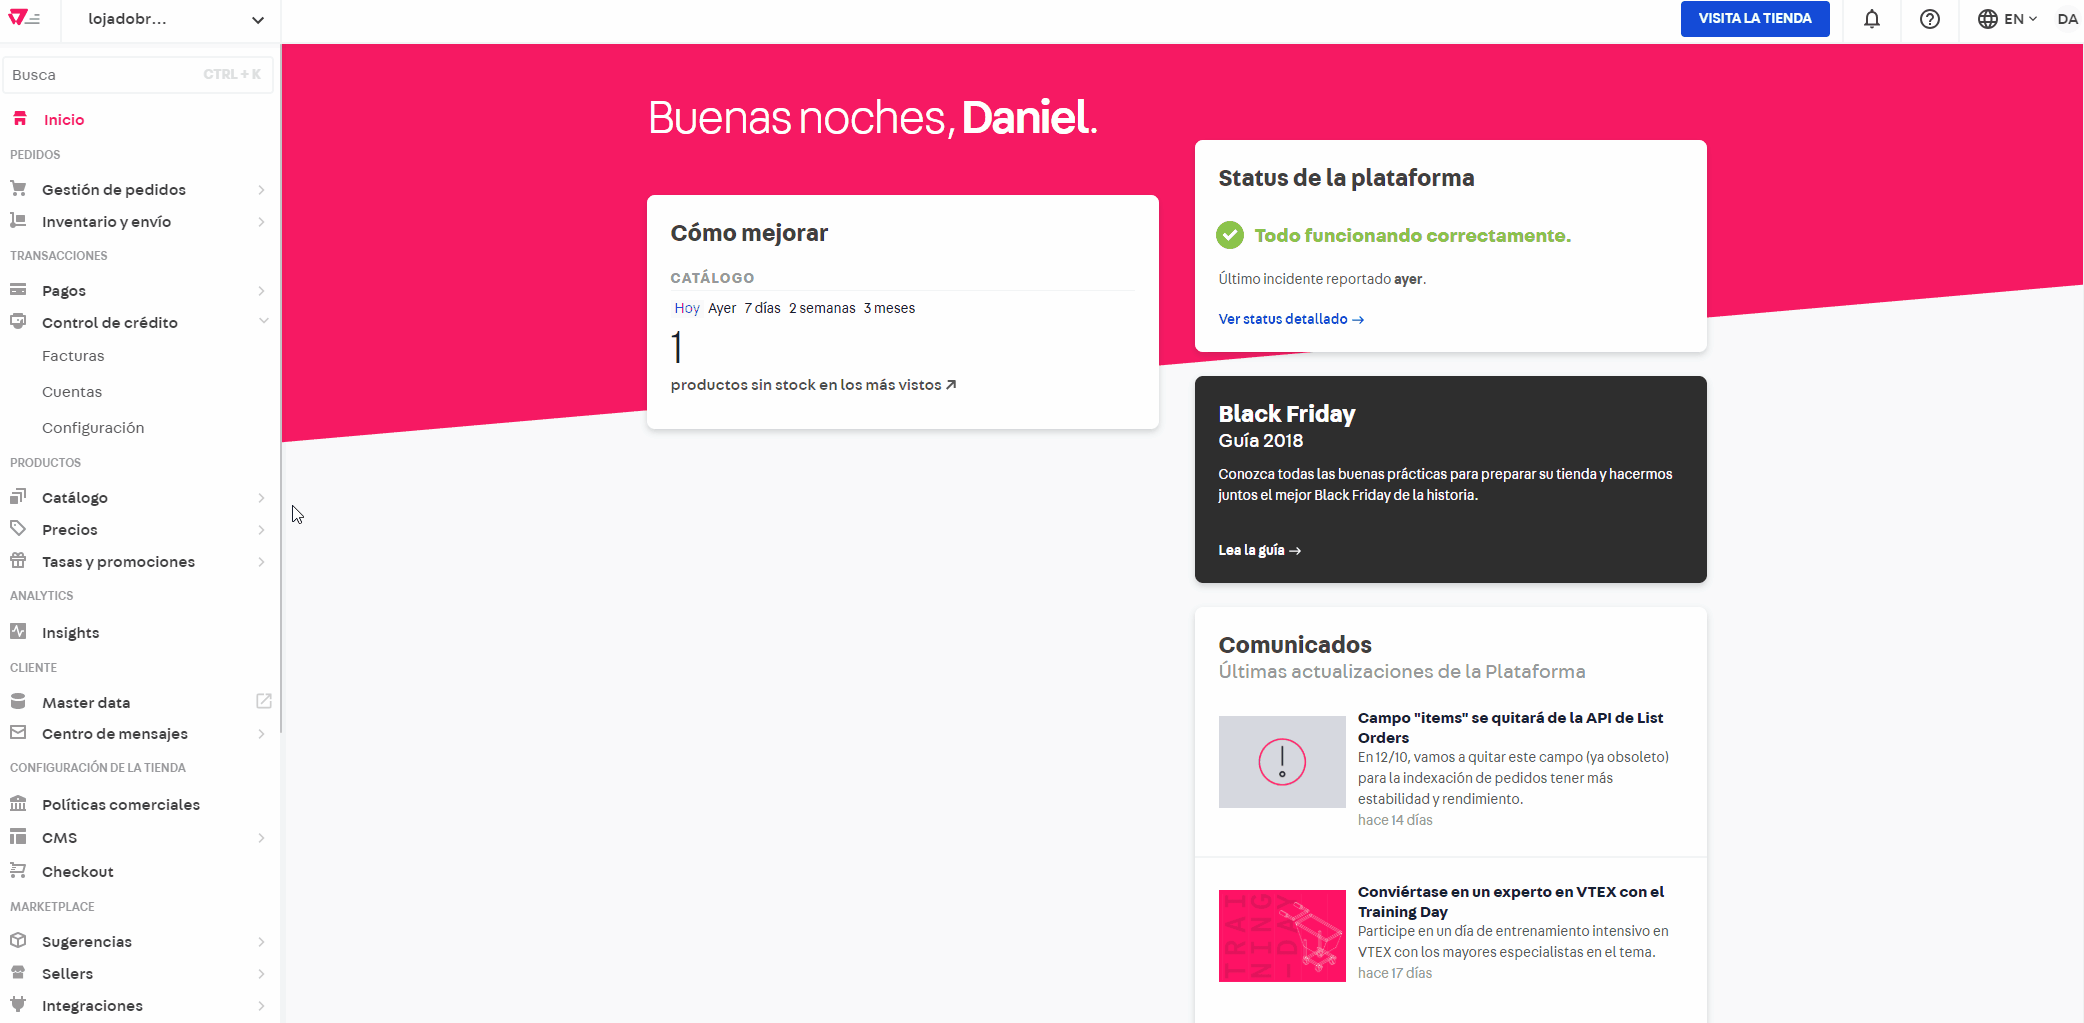 lojadobr...
VISITA LA TIENDA
EN
DA
Busca
CTRL + K
Inicio
PEDIDOS
Gestión de pedidos
Inventario y envío
TRANSACCIONES
Pagos
Control de crédito
Facturas
Cuentas
Configuración
PRODUCTOS
Catálogo
Precios
Tasas y promociones
ANALYTICS
Insights
CLIENTE
Master data
Centro de mensajes
CONFIGURACIÓN DE LA TIENDA
Políticas comerciales
CMS
Checkout
MARKETPLACE
Sugerencias
Sellers
Integraciones
Buenas noches, Daniel.
Cómo mejorar
CATÁLOGO
Hoy Ayer 7 días 2 semanas 3 meses
1
productos sin stock en los más vistos ↗
Status de la plataforma
Todo funcionando correctamente.
Último incidente reportado ayer.
Ver status detallado →
Black Friday
Guía 2018
Conozca todas las buenas prácticas para preparar su tienda y hacermos
juntos el mejor Black Friday de la historia.
Lea la guía →
Comunicados
Últimas actualizaciones de la Plataforma
Campo "items" se quitará de la API de List
Orders
En 12/10, vamos a quitar este campo (ya obsoleto)
para la indexación de pedidos tener más
estabilidad y rendimiento.
hace 14 días
TRAI
NING
-DAY
Conviértase en un experto en VTEX con el
Training Day
Participe en un día de entrenamiento intensivo en
VTEX con los mayores especialistas en el tema.
hace 17 días